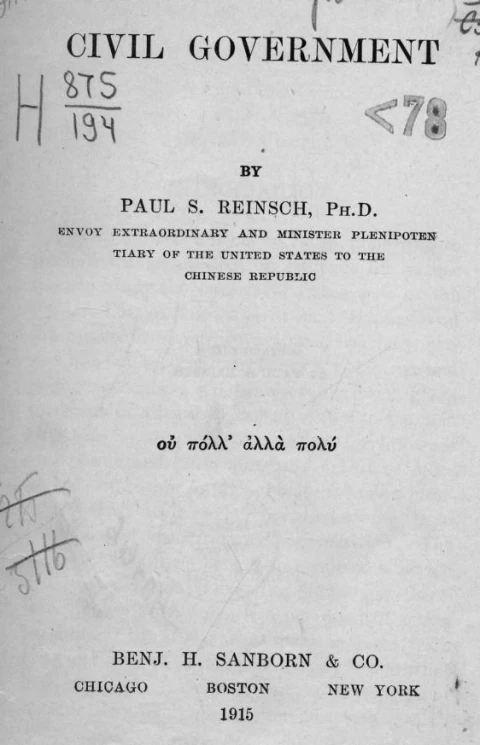 CIVIL GOVERNMENT
H 875
194
<78
BY
PAUL S. REINSCH, PH.D.
ENVOY EXTRAORDINARY AND MINISTER PLENIPOTEN
TIARY OF THE UNITED STATES TO THE
CHINESE REPUBLIC
οὐ πόλλ' ἀλλὰ πολύ
BENJ. H. SANBORN & CO.
CHICAGO BOSTON NEW YORK
1915